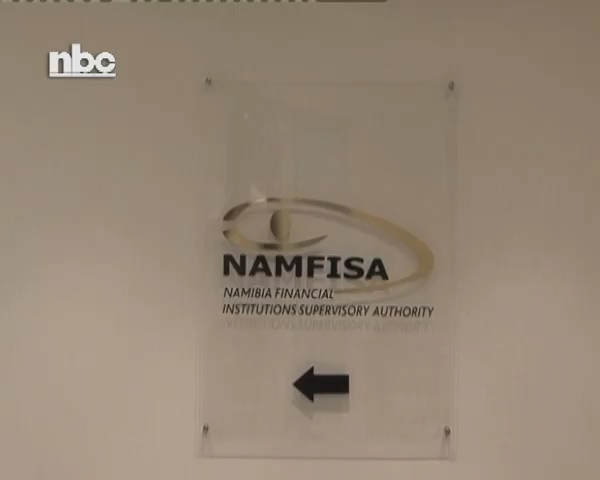 nbc
NAMFISA
NAMIBIA FINANCIAL
INSTITUTIONS SUPERVISORY AUTHORITY